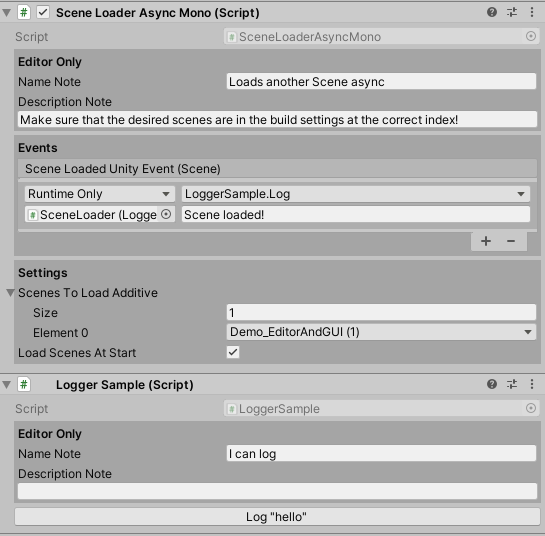 # Scene Loader Async Mono (Script)
Script # SceneLoaderAsyncMono
Editor Only
Name Note Loads another Scene async
Description Note
Make sure that the desired scenes are in the build settings at the correct index!
Events
Scene Loaded Unity Event (Scene)
Runtime Only LoggerSample.Log
# SceneLoader (Logge Scene loaded!
+ −
Settings
Scenes To Load Additive
Size 1
Element 0 Demo_EditorAndGUI (1)
Load Scenes At Start
# Logger Sample (Script)
Script # LoggerSample
Editor Only
Name Note I can log
Description Note
Log "hello"